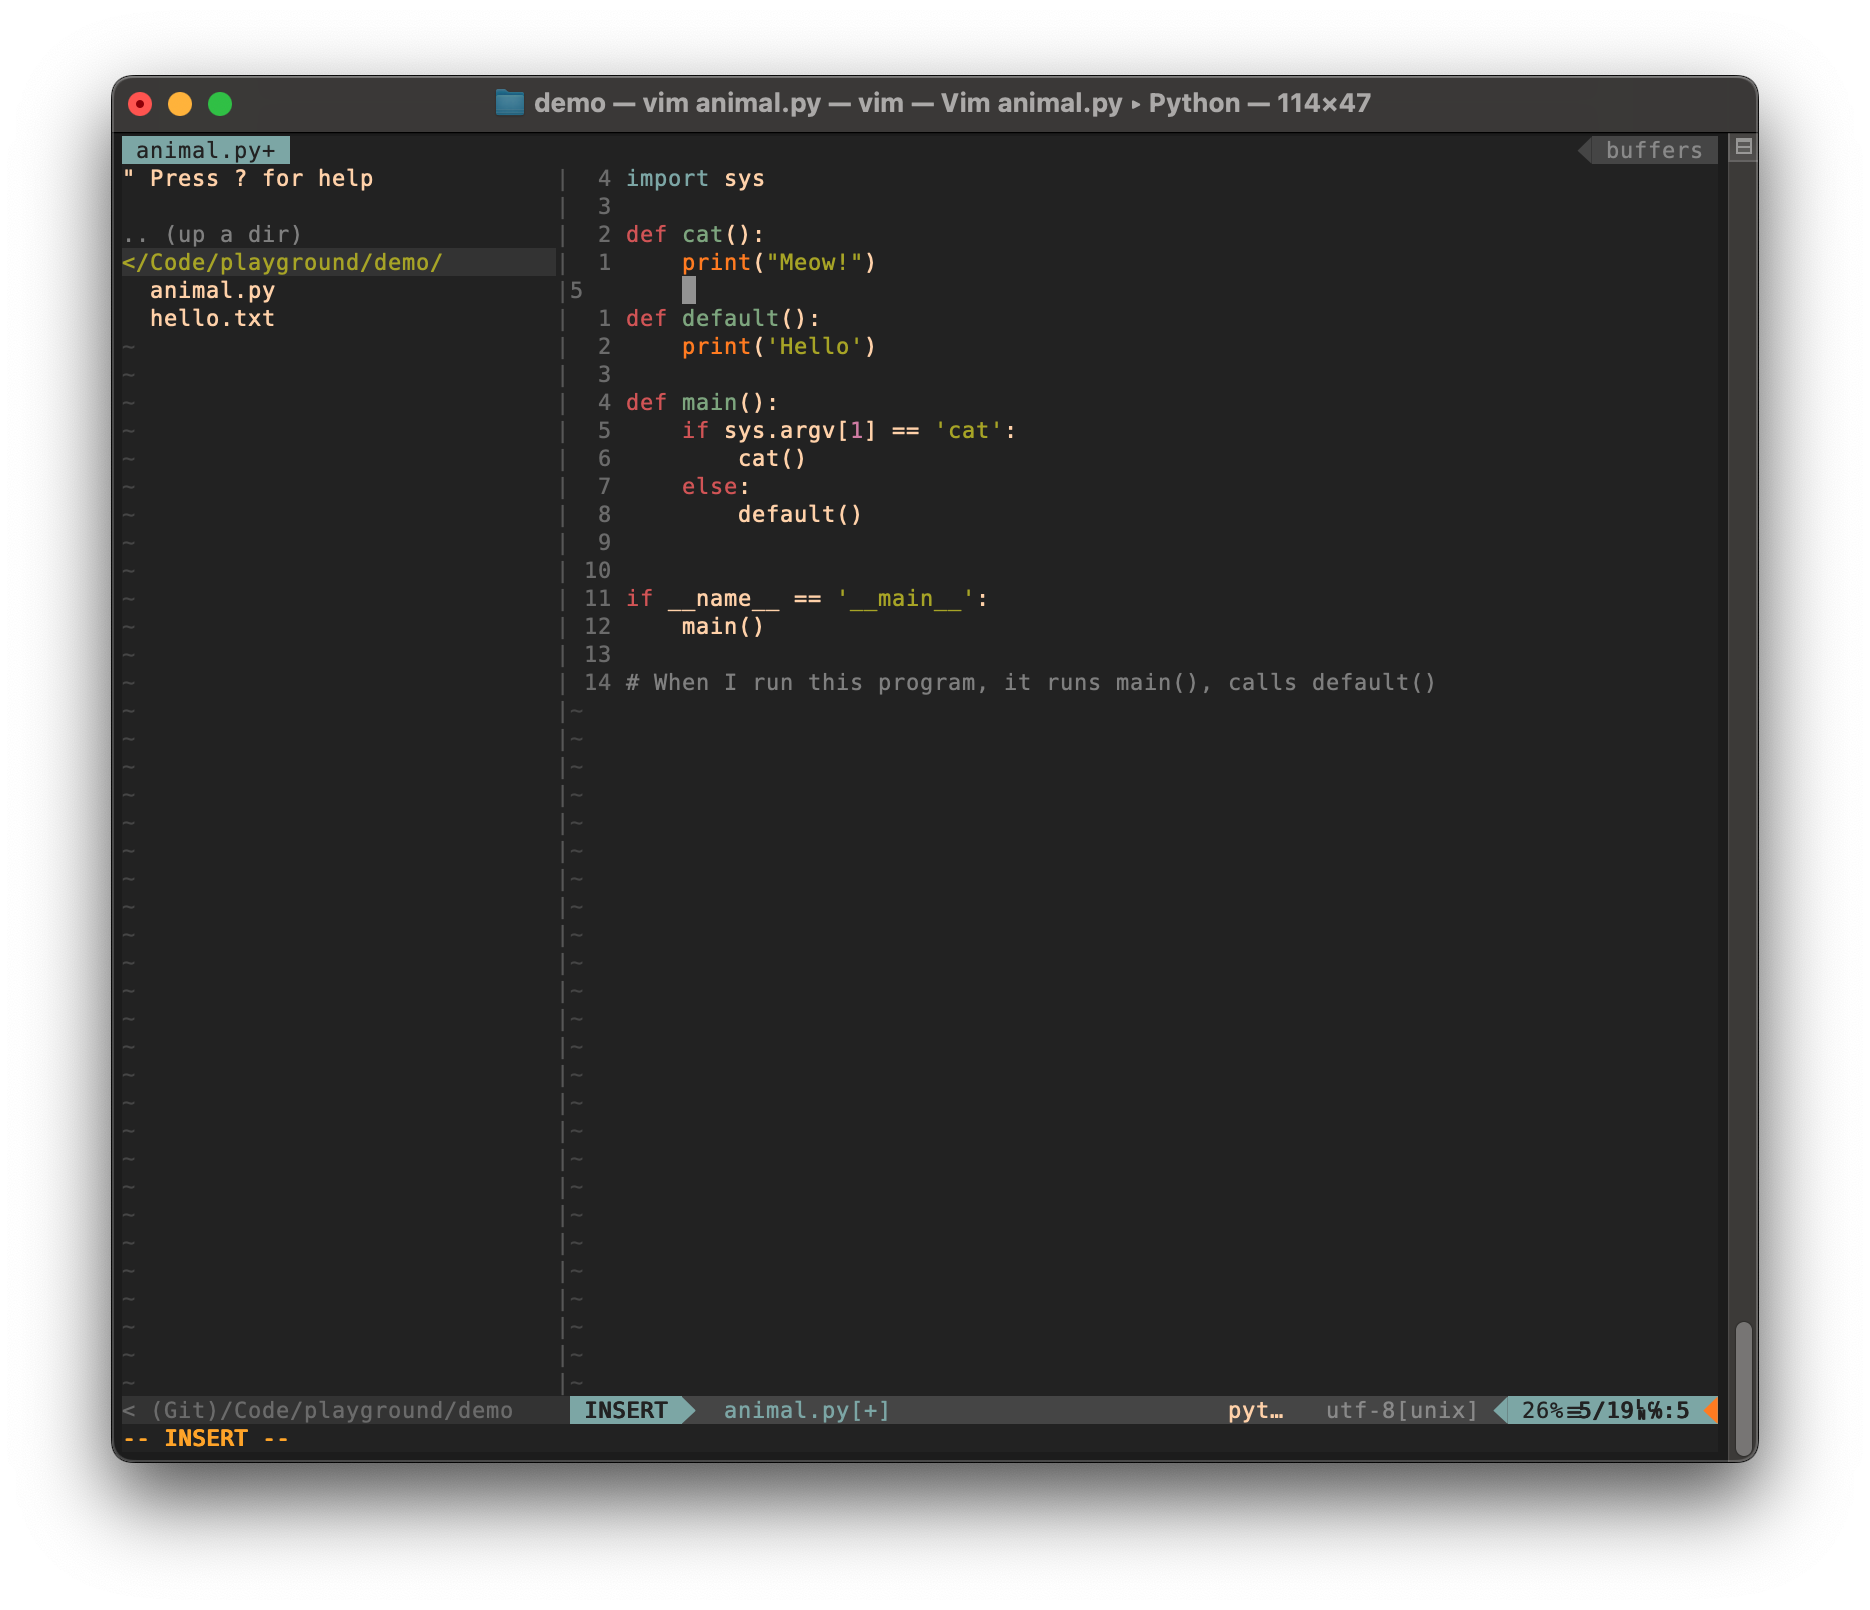 demo — vim animal.py — vim — Vim animal.py ▸ Python — 114×47
animal.py+
buffers
" Press ? for help
.. (up a dir)
</Code/playground/demo/
animal.py
hello.txt
4 import sys
3
2 def cat():
1     print("Meow!")
5
1 def default():
2     print('Hello')
3
4 def main():
5     if sys.argv[1] == 'cat':
6         cat()
7     else:
8         default()
9
10
11 if __name__ == '__main__':
12     main()
13
14 # When I run this program, it runs main(), calls default()
< (Git)/Code/playground/demo
INSERT animal.py[+] pyt… utf-8[unix] 26%≡5/19␤℅:5
-- INSERT --